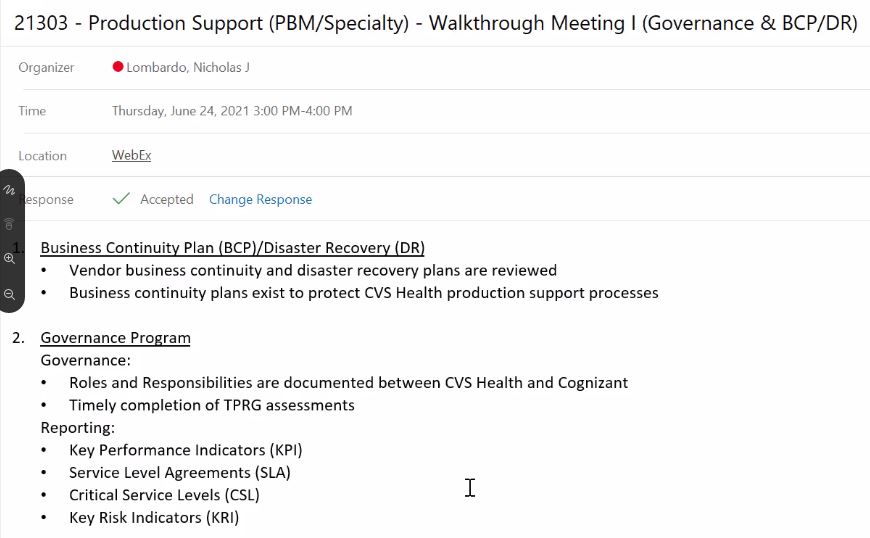 21303 - Production Support (PBM/Specialty) - Walkthrough Meeting I (Governance & BCP/DR)
Organizer Lombardo, Nicholas J
Time Thursday, June 24, 2021 3:00 PM-4:00 PM
Location WebEx
Response Accepted Change Response
1. Business Continuity Plan (BCP)/Disaster Recovery (DR)
• Vendor business continuity and disaster recovery plans are reviewed
• Business continuity plans exist to protect CVS Health production support processes
2. Governance Program
Governance:
• Roles and Responsibilities are documented between CVS Health and Cognizant
• Timely completion of TPRG assessments
Reporting:
• Key Performance Indicators (KPI)
• Service Level Agreements (SLA)
• Critical Service Levels (CSL)
• Key Risk Indicators (KRI)